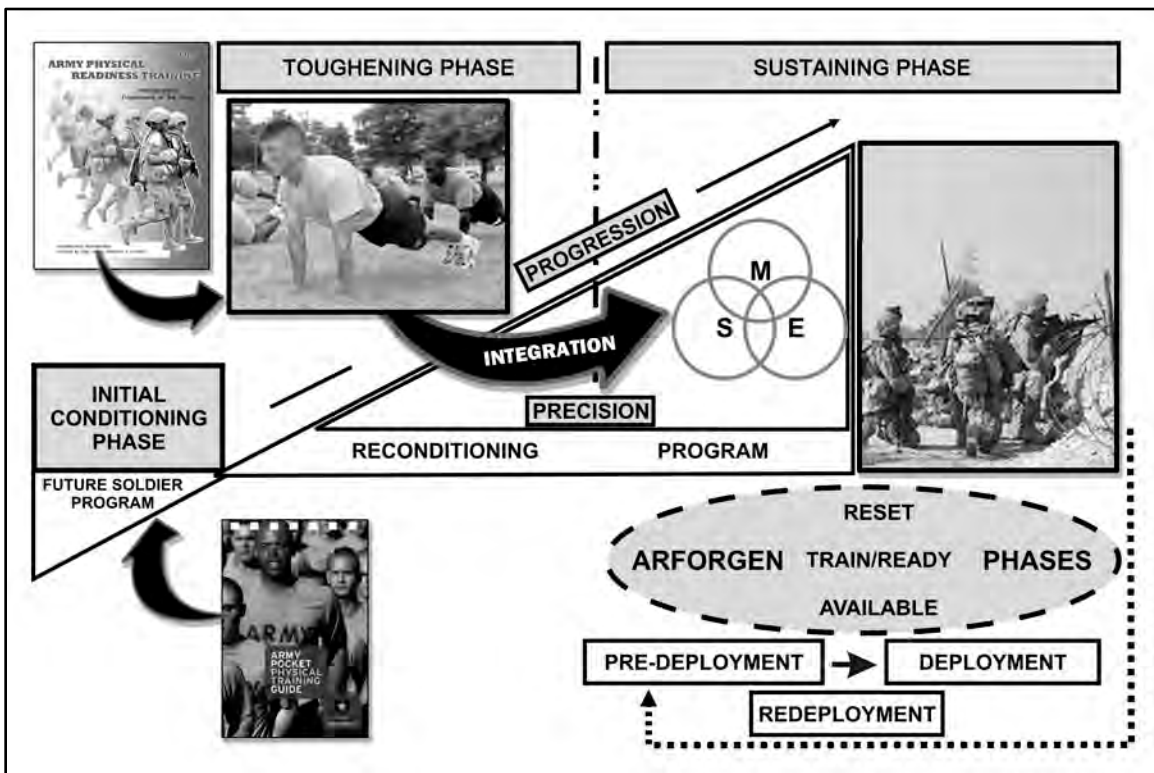 ARMY PHYSICAL
READINESS TRAINING
TOUGHENING PHASE
SUSTAINING PHASE
PROGRESSION
M
S
E
INTEGRATION
PRECISION
INITIAL
CONDITIONING
PHASE
RECONDITIONING PROGRAM
FUTURE SOLDIER
PROGRAM
ARMY
ARMY
POCKET
PHYSICAL
TRAINING
GUIDE
RESET
ARFORGEN TRAIN/READY PHASES
AVAILABLE
PRE-DEPLOYMENT
DEPLOYMENT
REDEPLOYMENT